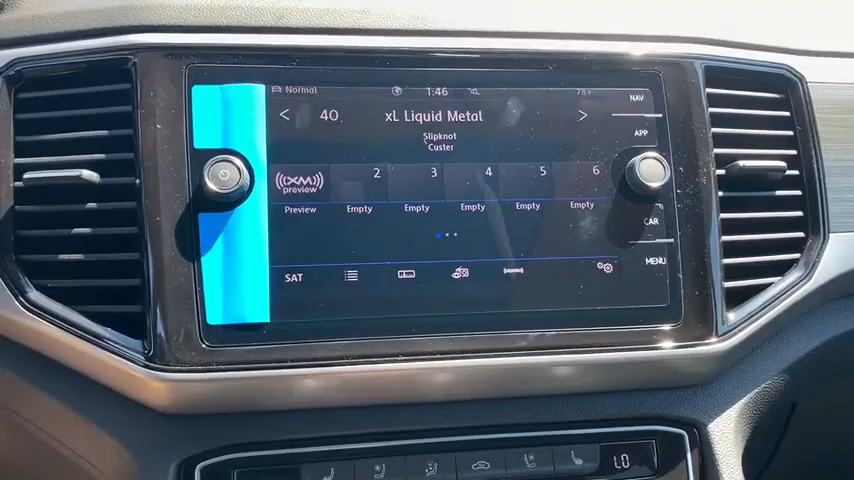 Normal 1:46 78°F
NAV
40 xL Liquid Metal
Slipknot
Custer
APP
((XM)) 2 3 4 5 6
preview
Preview Empty Empty Empty Empty Empty
CAR
MENU
SAT
LO